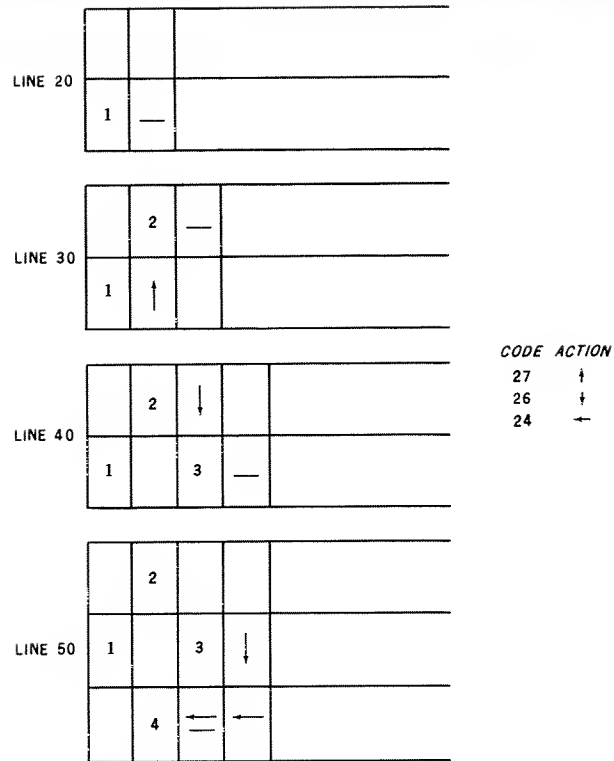 LINE 20
1 —
LINE 30
2 —
1 ↑
LINE 40
2 ↓
1 3 —
LINE 50
2
1 3 ↓
4 ← ←
CODE ACTION
27 ↑
26 ↓
24 ←